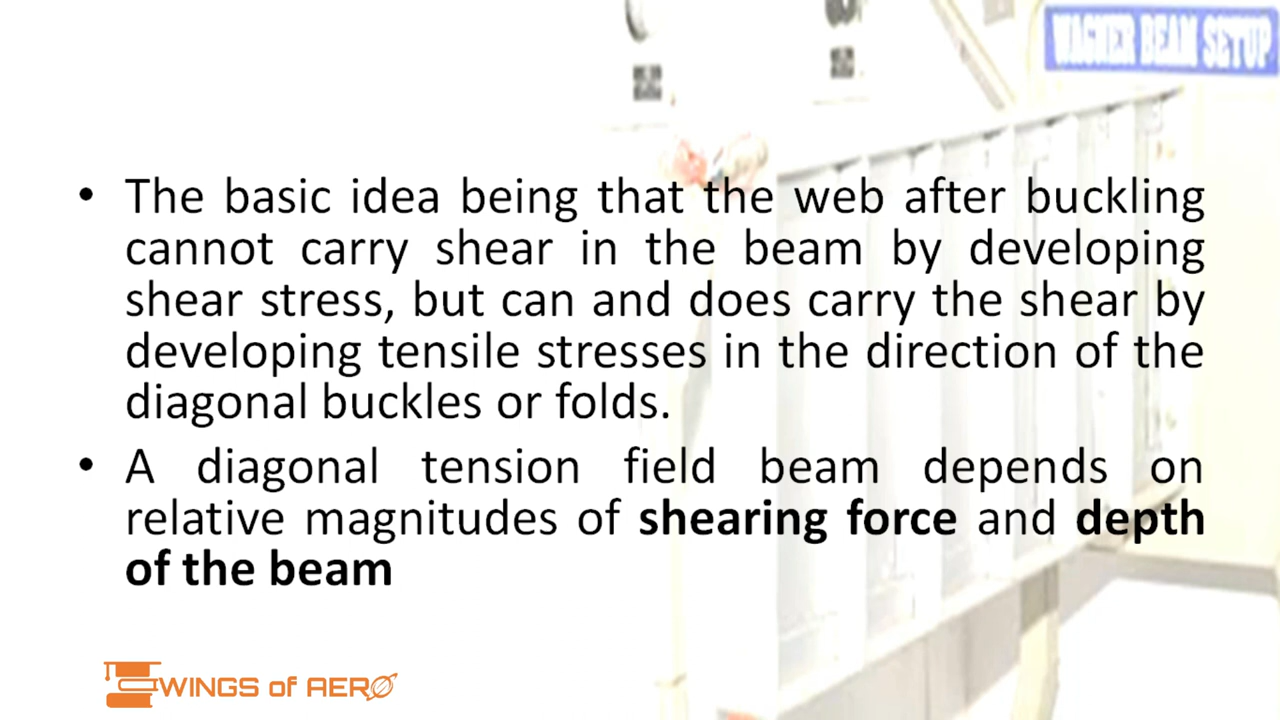 WAGNER BEAM SETUP
• The basic idea being that the web after buckling
cannot carry shear in the beam by developing
shear stress, but can and does carry the shear by
developing tensile stresses in the direction of the
diagonal buckles or folds.
• A diagonal tension field beam depends on
relative magnitudes of shearing force and depth
of the beam
WINGS of AERO